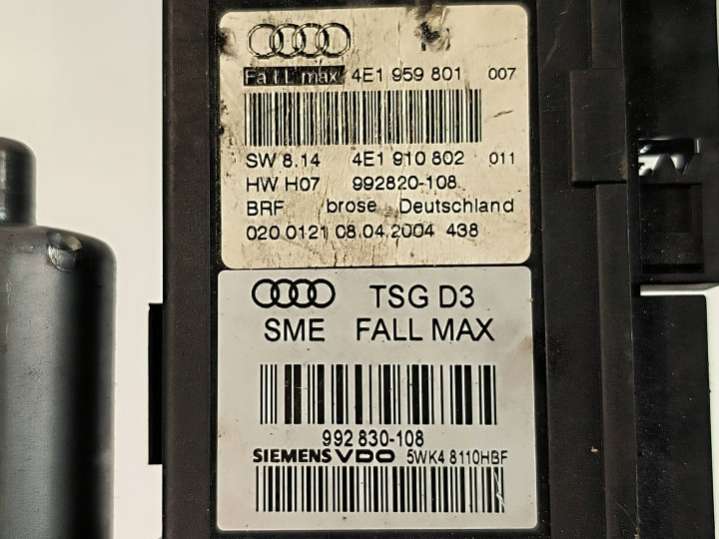 Fall max 4E1 959 801 007
SW 8.14 4E1 910 802 011
HW H07 992820-108
BRF brose Deutschland
020 0121 08.04.2004 438
TSG D3
SME FALL MAX
992 830-108
SIEMENS VDO 5WK4 8110HBF